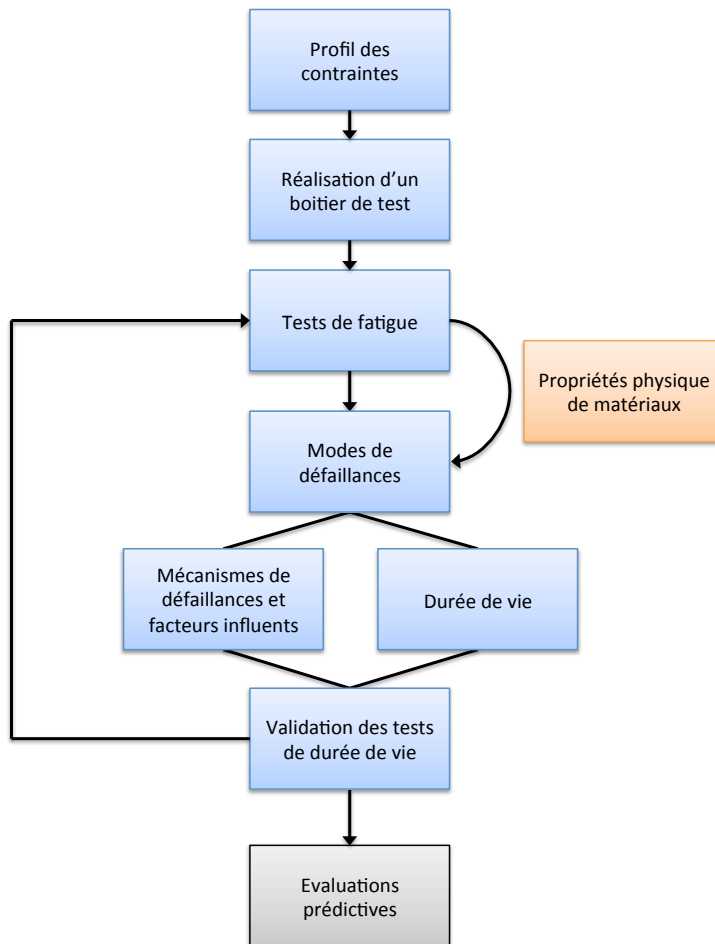 Profil des
contraintes
Réalisation d’un
boitier de test
Tests de fatigue
Propriétés physique
de matériaux
Modes de
défaillances
Mécanismes de
défaillances et
facteurs influents
Durée de vie
Validation des tests
de durée de vie
Evaluations
prédictives